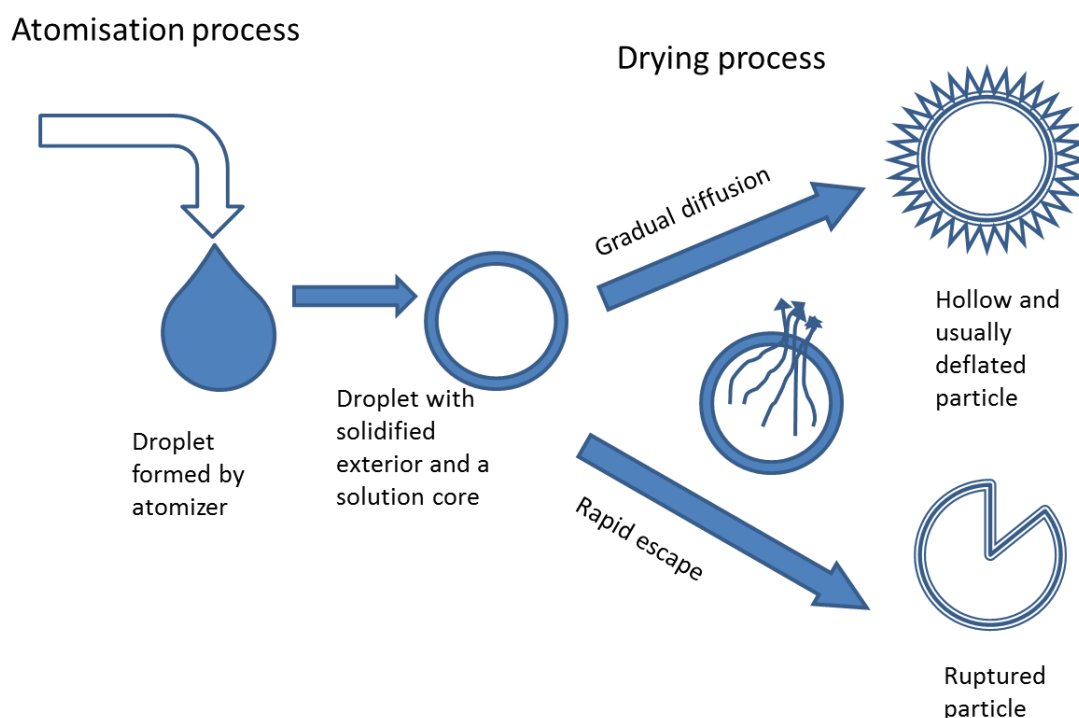 Atomisation process
Drying process
Gradual diffusion
Hollow and
usually
deflated
particle
Droplet with
solidified
exterior and a
solution core
Droplet
formed by
atomizer
Rapid escape
Ruptured
particle